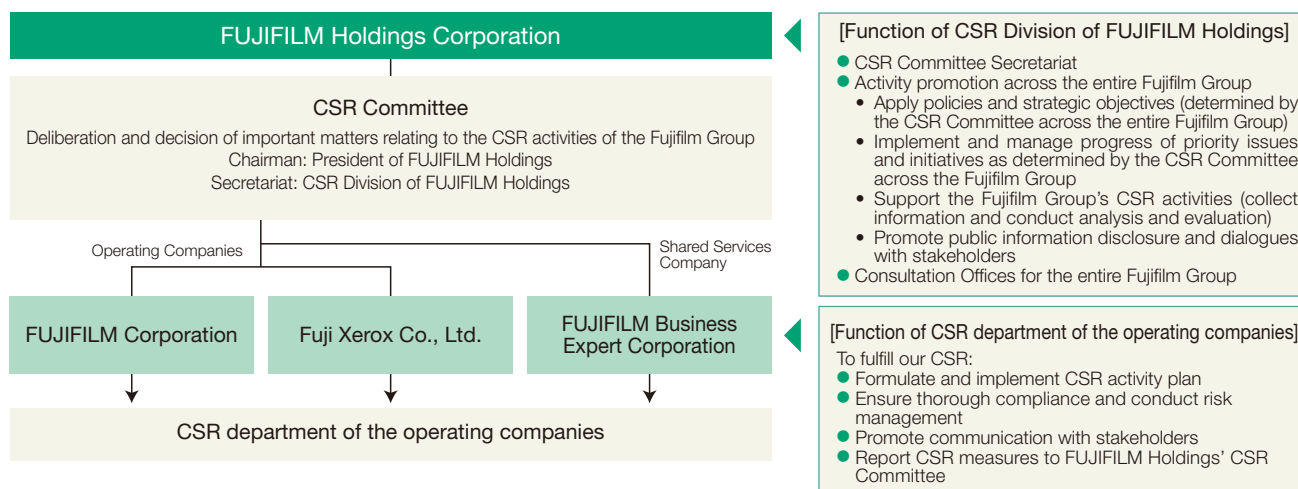 FUJIFILM Holdings Corporation
CSR Committee
Deliberation and decision of important matters relating to the CSR activities of the Fujifilm Group
Chairman: President of FUJIFILM Holdings
Secretariat: CSR Division of FUJIFILM Holdings
Operating Companies
Shared Services
Company
FUJIFILM Corporation
Fuji Xerox Co., Ltd.
FUJIFILM Business
Expert Corporation
CSR department of the operating companies
[Function of CSR Division of FUJIFILM Holdings]
● CSR Committee Secretariat
● Activity promotion across the entire Fujifilm Group
• Apply policies and strategic objectives (determined by
the CSR Committee across the entire Fujifilm Group)
• Implement and manage progress of priority issues
and initiatives as determined by the CSR Committee
across the Fujifilm Group
• Support the Fujifilm Group's CSR activities (collect
information and conduct analysis and evaluation)
• Promote public information disclosure and dialogues
with stakeholders
● Consultation Offices for the entire Fujifilm Group
[Function of CSR department of the operating companies]
To fulfill our CSR:
● Formulate and implement CSR activity plan
● Ensure thorough compliance and conduct risk
management
● Promote communication with stakeholders
● Report CSR measures to FUJIFILM Holdings' CSR
Committee